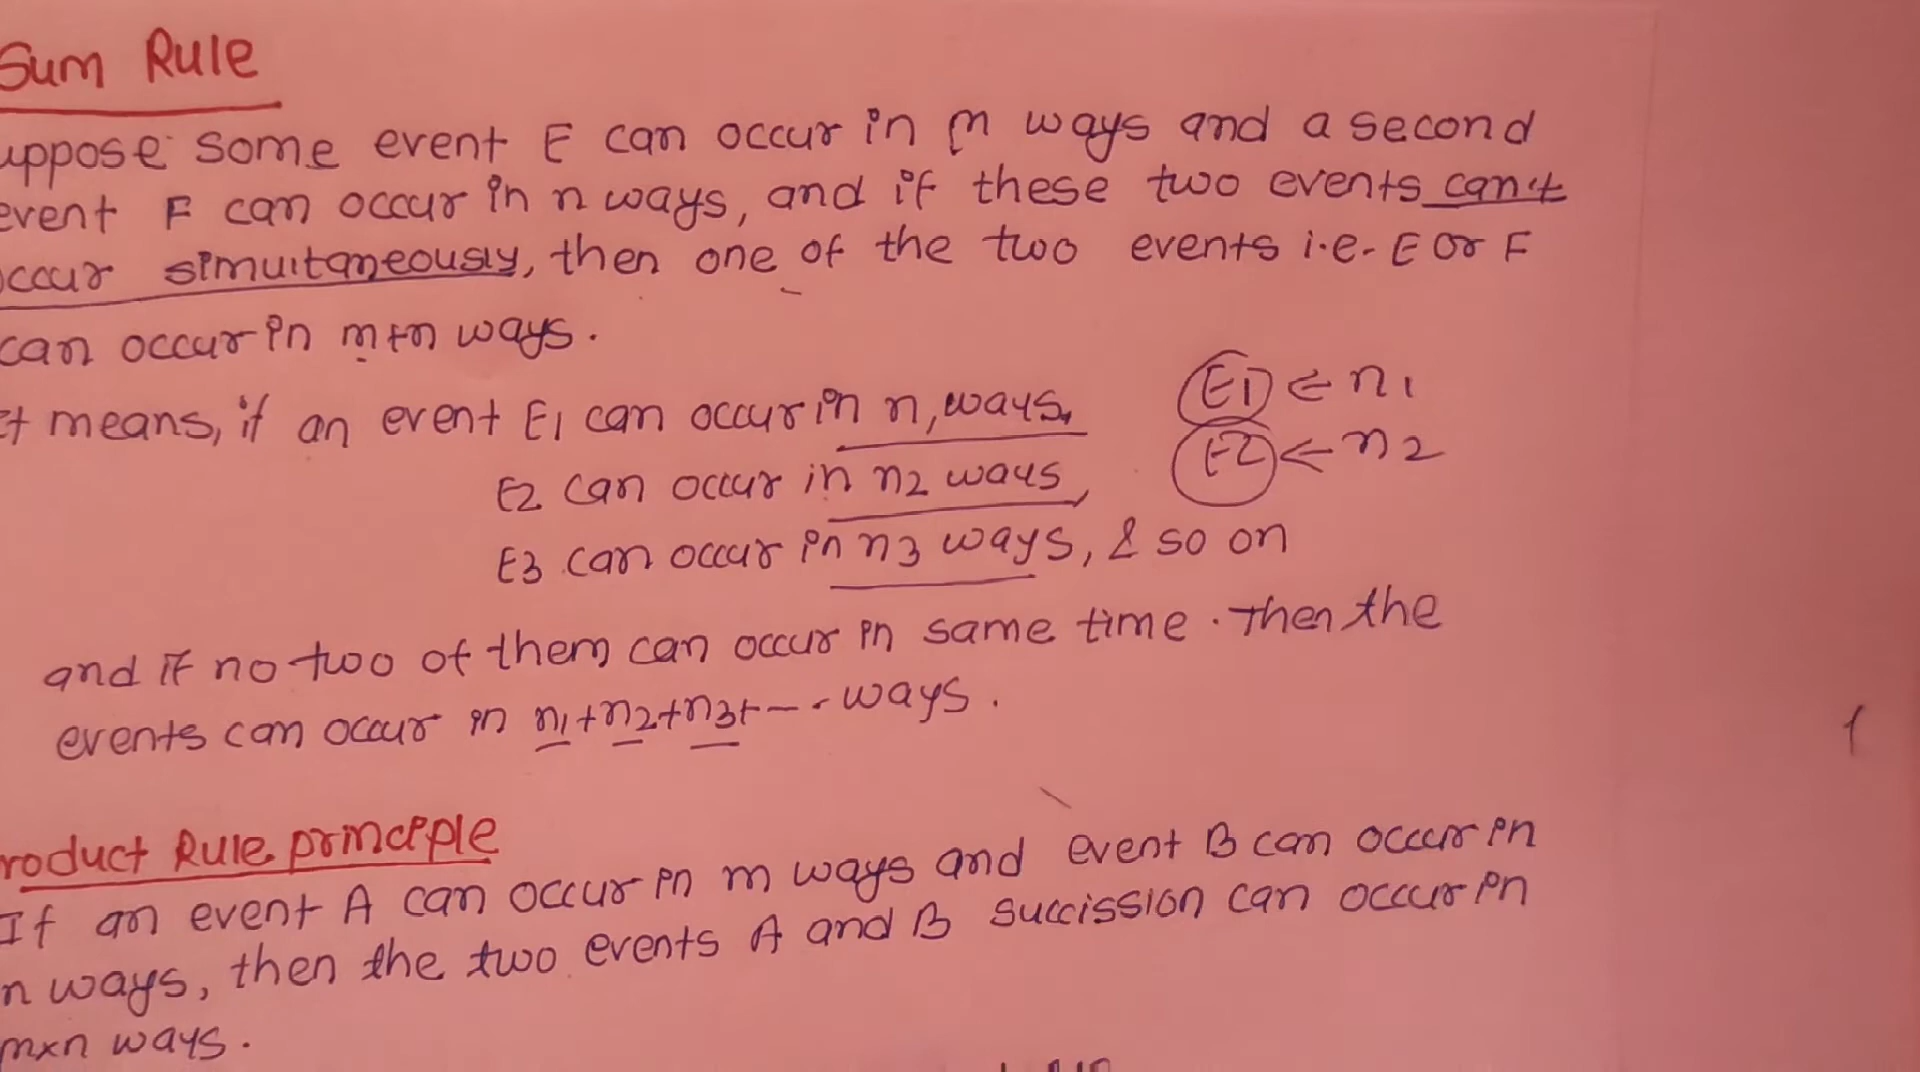 Sum Rule
uppose some event E can occur in m ways and a second
event F can occur in n ways, and if these two events can't
occur simultaneously, then one of the two events i.e. E or F
can occur in m+n ways.
It means, if an event E1 can occur in n1 ways,
E1 ← n1
E2 can occur in n2 ways,
E2 ← n2
E3 can occur in n3 ways, & so on
and if no two of them can occur in same time. Then the
events can occur in n1+n2+n3+--- ways.
roduct Rule principle
If an event A can occur in m ways and event B can occur in
n ways, then the two events A and B succission can occur in
mxn ways.